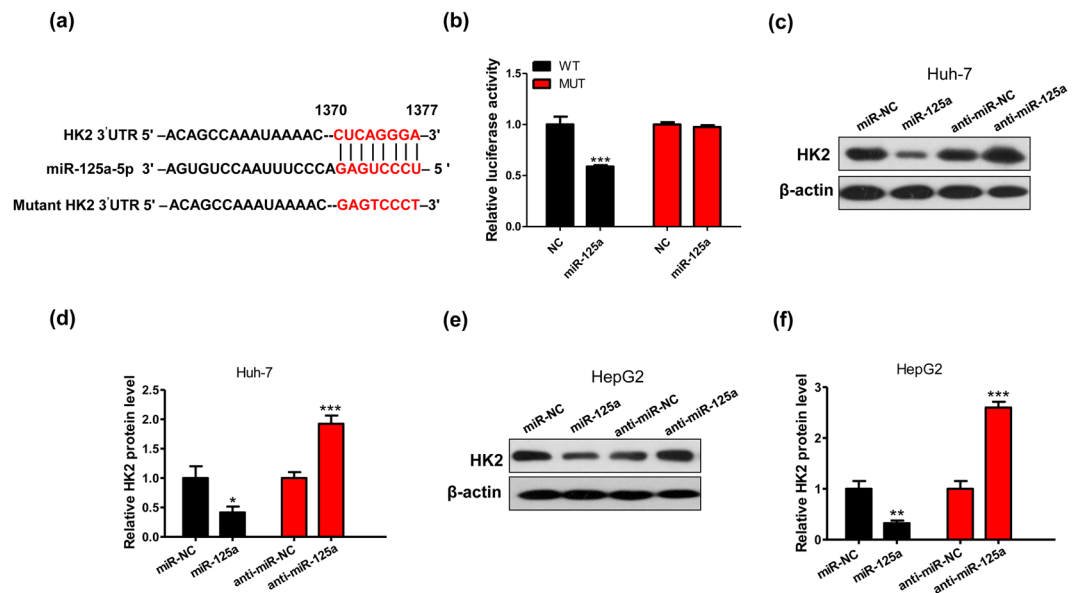 (a)
1370 1377
HK2 3'UTR 5' –ACAGCCAAAUAAAAC--CUCAGGGA–3'
miR-125a-5p 3' –AGUGUCCAAUUUCCCAGAGUCCCU– 5 '
Mutant HK2 3'UTR 5' –ACAGCCAAAUAAAAC--GAGTCCCT–3'
(b)
WT
MUT
Relative luciferase activity
1.5
1.0
0.5
0.0
***
NC
miR-125a
NC
miR-125a
(c)
Huh-7
miR-NC
miR-125a
anti-miR-NC
anti-miR-125a
HK2
β-actin
(d)
Huh-7
Relative HK2 protein level
2.5
2.0
1.5
1.0
0.5
0.0
*
***
miR-NC
miR-125a
anti-miR-NC
anti-miR-125a
(e)
HepG2
miR-NC
miR-125a
anti-miR-NC
anti-miR-125a
HK2
β-actin
(f)
HepG2
Relative HK2 protein level
3
2
1
0
**
***
miR-NC
miR-125a
anti-miR-NC
anti-miR-125a